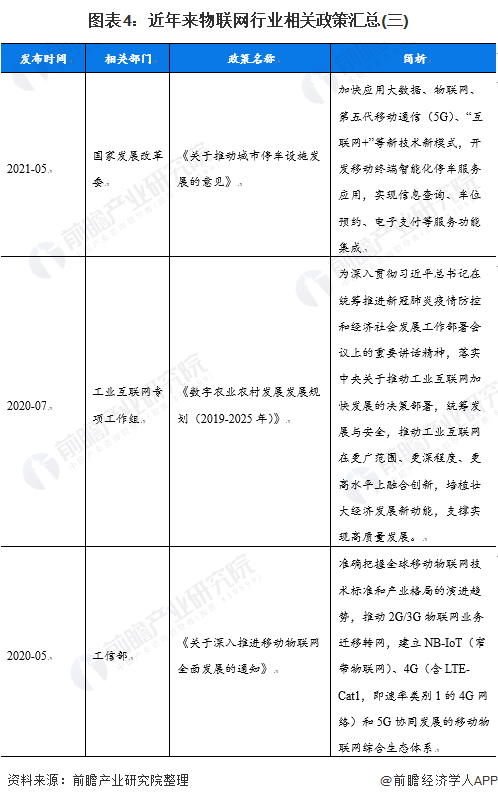 图表4：近年来物联网行业相关政策汇总(三)
发布时间 相关部门 政策名称 简析
2021-05
国家发展改革
委
《关于推动城市停车设施发
展的意见》
加快应用大数据、物联网、
第五代移动通信（5G）、“互
联网+”等新技术新模式，开
发移动终端智能化停车服务
应用，实现信息查询、车位
预约、电子支付等服务功能
集成。
2020-07
工业互联网专
项工作组
《数字农业农村发展发展规
划（2019-2025 年）》
为深入贯彻习近平总书记在
统筹推进新冠肺炎疫情防控
和经济社会发展工作部署会
议上的重要讲话精神，落实
中央关于推动工业互联网加
快发展的决策部署，统筹发
展与安全，推动工业互联网
在更广范围、更深程度、更
高水平上融合创新，培植壮
大经济发展新动能，支撑实
现高质量发展。
2020-05
工信部
《关于深入推进移动物联网
全面发展的通知》
准确把握全球移动物联网技
术标准和产业格局的演进趋
势，推动 2G/3G 物联网业务
迁移转网，建立 NB-IoT（窄
带物联网）、4G（含 LTE-
Cat1，即速率类别 1 的 4G 网
络）和 5G 协同发展的移动物
联网综合生态体系
资料来源：前瞻产业研究院整理
@前瞻经济学人APP
前瞻产业研究院